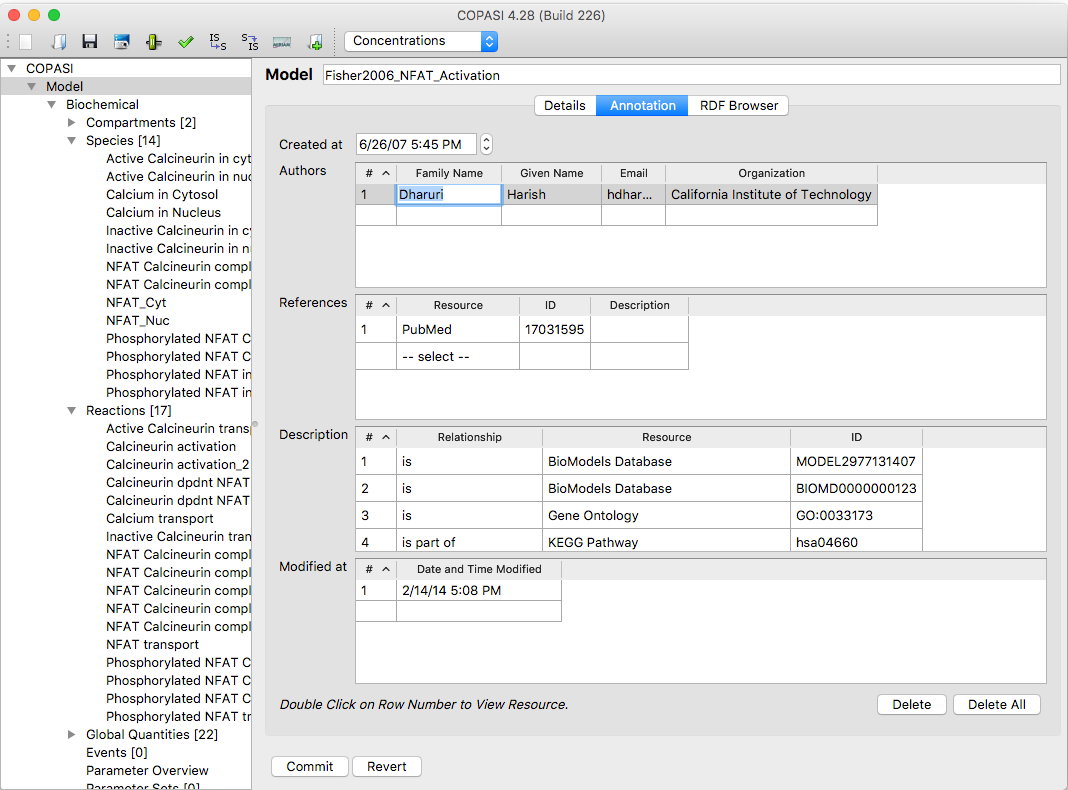 COPASI 4.28 (Build 226)
Concentrations
COPASI
Model
Biochemical
Compartments [2]
Species [14]
Active Calcineurin in cyt
Active Calcineurin in nuc
Calcium in Cytosol
Calcium in Nucleus
Inactive Calcineurin in cy
Inactive Calcineurin in n
NFAT Calcineurin compl
NFAT Calcineurin compl
NFAT_Cyt
NFAT_Nuc
Phosphorylated NFAT C
Phosphorylated NFAT C
Phosphorylated NFAT in
Phosphorylated NFAT in
Reactions [17]
Active Calcineurin transp
Calcineurin activation
Calcineurin activation_2
Calcineurin dpdnt NFAT
Calcineurin dpdnt NFAT
Calcium transport
Inactive Calcineurin tran
NFAT Calcineurin compl
NFAT Calcineurin compl
NFAT Calcineurin compl
NFAT Calcineurin compl
NFAT Calcineurin compl
NFAT transport
Phosphorylated NFAT C
Phosphorylated NFAT C
Phosphorylated NFAT C
Phosphorylated NFAT tr
Global Quantities [22]
Events [0]
Parameter Overview
Parameter Sets [0]
Model Fisher2006_NFAT_Activation
Details Annotation RDF Browser
Created at 6/26/07 5:45 PM
Authors
# Family Name Given Name Email Organization
1 Dharuri Harish hdhar... California Institute of Technology
References
# Resource ID Description
1 PubMed 17031595
-- select --
Description
# Relationship Resource ID
1 is BioModels Database MODEL2977131407
2 is BioModels Database BIOMD0000000123
3 is Gene Ontology GO:0033173
4 is part of KEGG Pathway hsa04660
Modified at
# Date and Time Modified
1 2/14/14 5:08 PM
Double Click on Row Number to View Resource.
Delete Delete All
Commit Revert